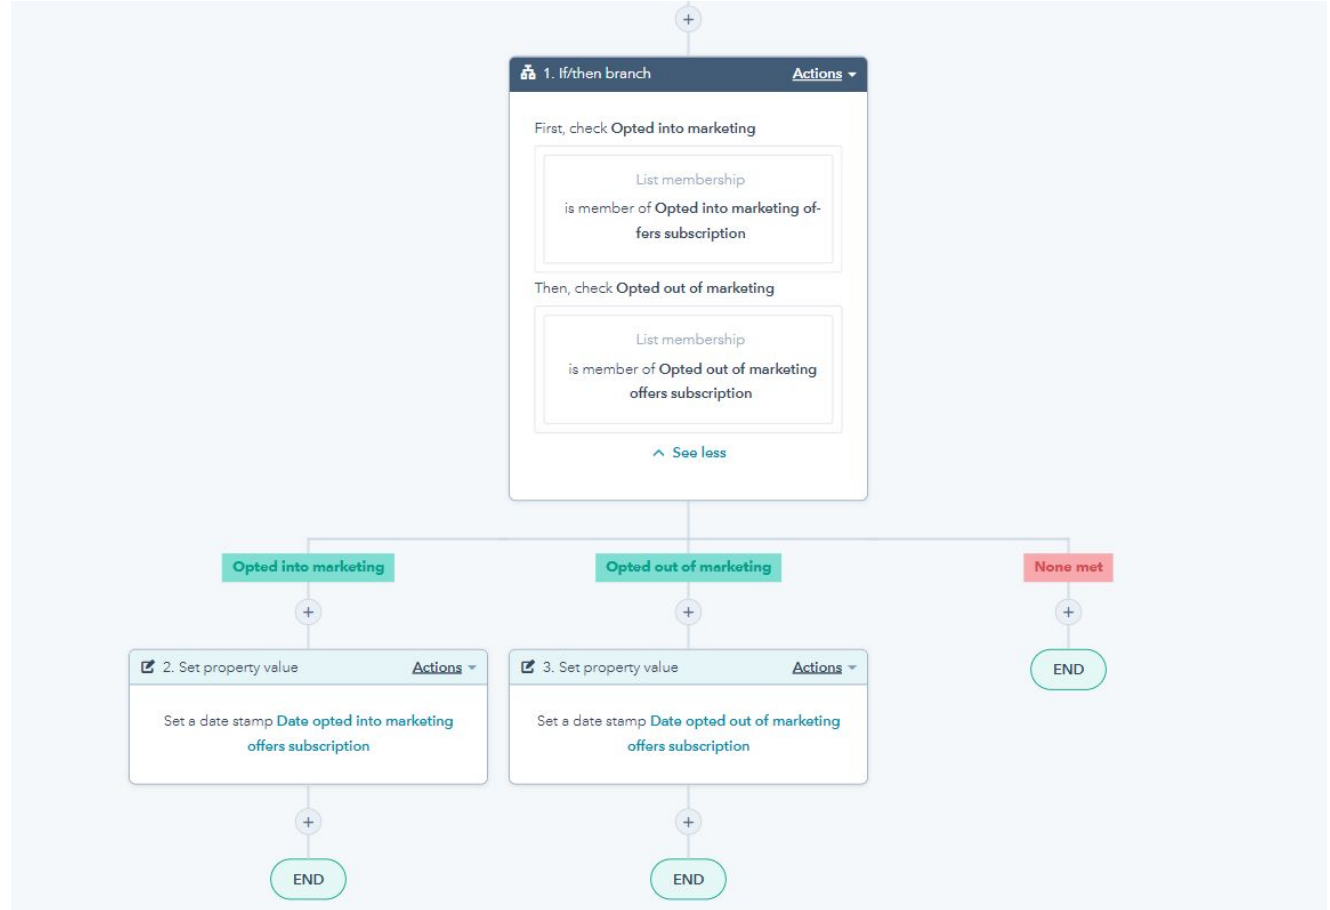 1. If/then branch Actions
First, check Opted into marketing
List membership
is member of Opted into marketing of-
fers subscription
Then, check Opted out of marketing
List membership
is member of Opted out of marketing
offers subscription
See less
Opted into marketing Opted out of marketing None met
2. Set property value Actions
Set a date stamp Date opted into marketing
offers subscription
END
3. Set property value Actions
Set a date stamp Date opted out of marketing
offers subscription
END
END